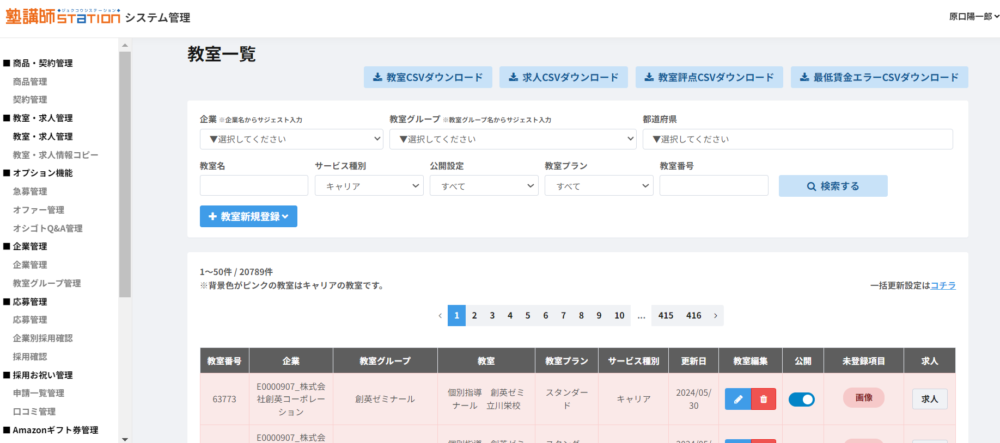 塾講師STATION ◆ジュクコウシステーション◆ システム管理
原口陽一郎
■ 商品・契約管理
商品管理
契約管理
■ 教室・求人管理
教室・求人管理
教室・求人情報コピー
■ オプション機能
急募管理
オファー管理
オシゴトQ&A管理
■ 企業管理
企業管理
教室グループ管理
■ 応募管理
応募管理
企業別採用確認
採用確認
■ 採用お祝い管理
申請一覧管理
口コミ管理
■ Amazonギフト券管理
教室一覧
教室CSVダウンロード 求人CSVダウンロード 教室評点CSVダウンロード 最低賃金エラーCSVダウンロード
企業 ※企業名からサジェスト入力 教室グループ ※教室グループ名からサジェスト入力 都道府県
▼選択してください ▼選択してください ▼選択してください
教室名 サービス種別 公開設定 教室プラン 教室番号
キャリア すべて すべて 検索する
教室新規登録
1〜50件 / 20789件
※背景色がピンクの教室はキャリアの教室です。
一括更新設定はコチラ
‹ 1 2 3 4 5 6 7 8 9 10 ... 415 416 ›
教室番号 企業 教室グループ 教室 教室プラン サービス種別 更新日 教室編集 公開 未登録項目 求人
63773 E0000907_株式会社創英コーポレーション 創英ゼミナール 個別指導 創英ゼミナール 立川栄校 スタンダード キャリア 2024/05/30 画像 求人
E0000907_株式会 個別指導 創英ゼミ スタンダー 2024/05/